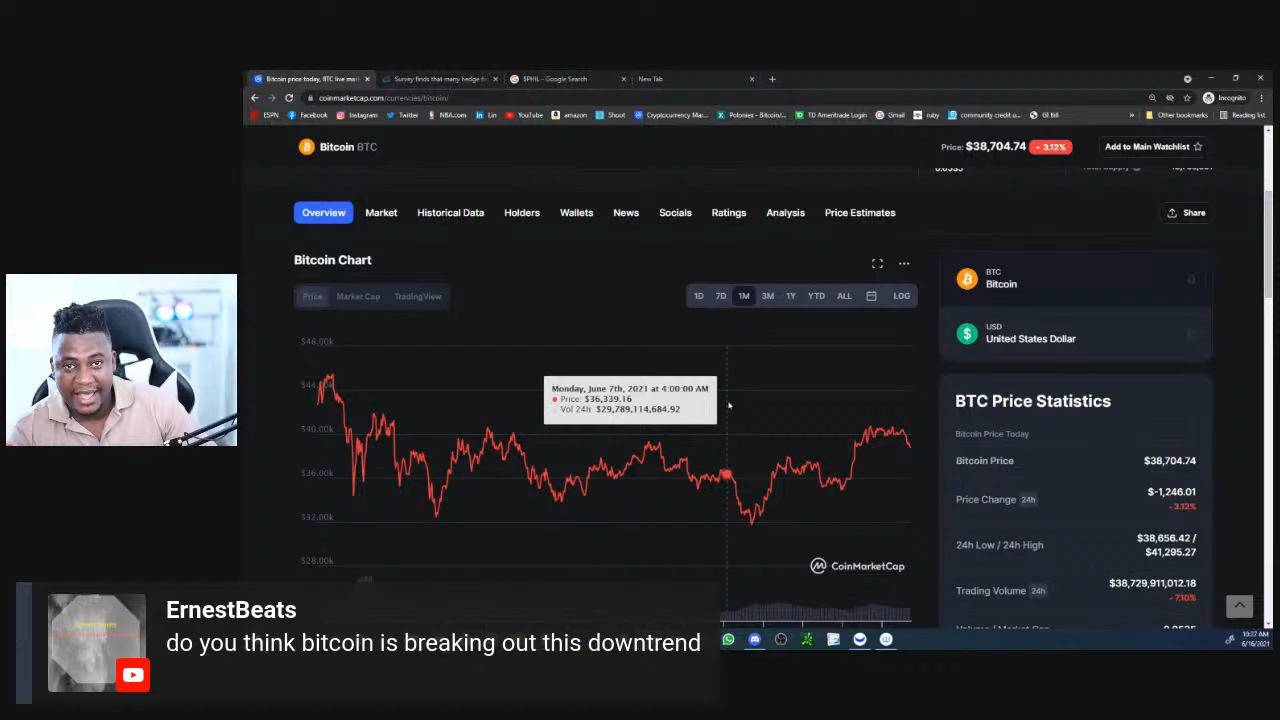 Bitcoin price today, BTC live mar
Survey finds that many hedge fu
$PHIL - Google Search
New Tab
coinmarketcap.com/currencies/bitcoin/
Incognito
ESPN
Facebook
Instagram
Twitter
NBA.com
Lin
YouTube
amazon
Shoot
Cryptocurrency Mar...
Poloniex - Bitcoin/...
TD Ameritrade Login
Gmail
ruby
community credit u...
GI Bill
Other bookmarks
Reading list
Bitcoin BTC
Price: $38,704.74 - 3.12%
Add to Main Watchlist
Overview
Market
Historical Data
Holders
Wallets
News
Socials
Ratings
Analysis
Price Estimates
Share
Bitcoin Chart
Price
Market Cap
TradingView
1D
7D
1M
3M
1Y
YTD
ALL
LOG
BTC
Bitcoin
USD
United States Dollar
$48.00k
$44.00k
$40.00k
$36.00k
$32.00k
$28.00k
Monday, June 7th, 2021 at 4:00:00 AM
Price: $36,339.16
Vol 24h: $29,789,114,684.92
CoinMarketCap
BTC Price Statistics
Bitcoin Price Today
Bitcoin Price
$38,704.74
Price Change 24h
$-1,246.01
- 3.12%
24h Low / 24h High
$38,656.42 /
$41,295.27
Trading Volume 24h
$38,729,911,012.18
- 7.10%
10:27 AM
6/16/2021
ErnestBeats
do you think bitcoin is breaking out this downtrend